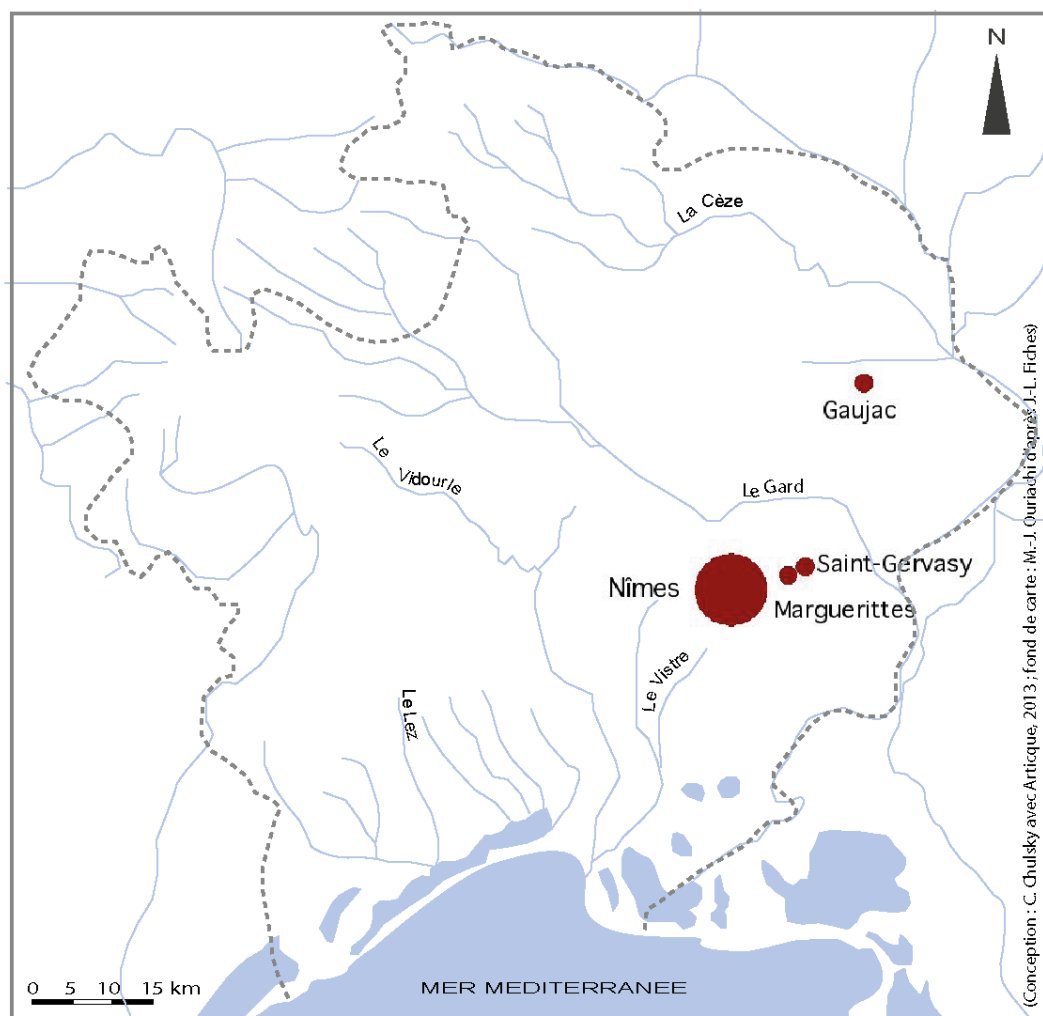 N
La Cèze
Gaujac
Le Vidourle
Le Gard
Saint-Gervasy
Nîmes
Marguerittes
Le Vistre
Le Lez
0 5 10 15 km
MER MEDITERRANEE
(Conception : C. Chulsky avec Articque, 2013 ; fond de carte : M.-J. Ouriachi d'après J.-L. Fiches)